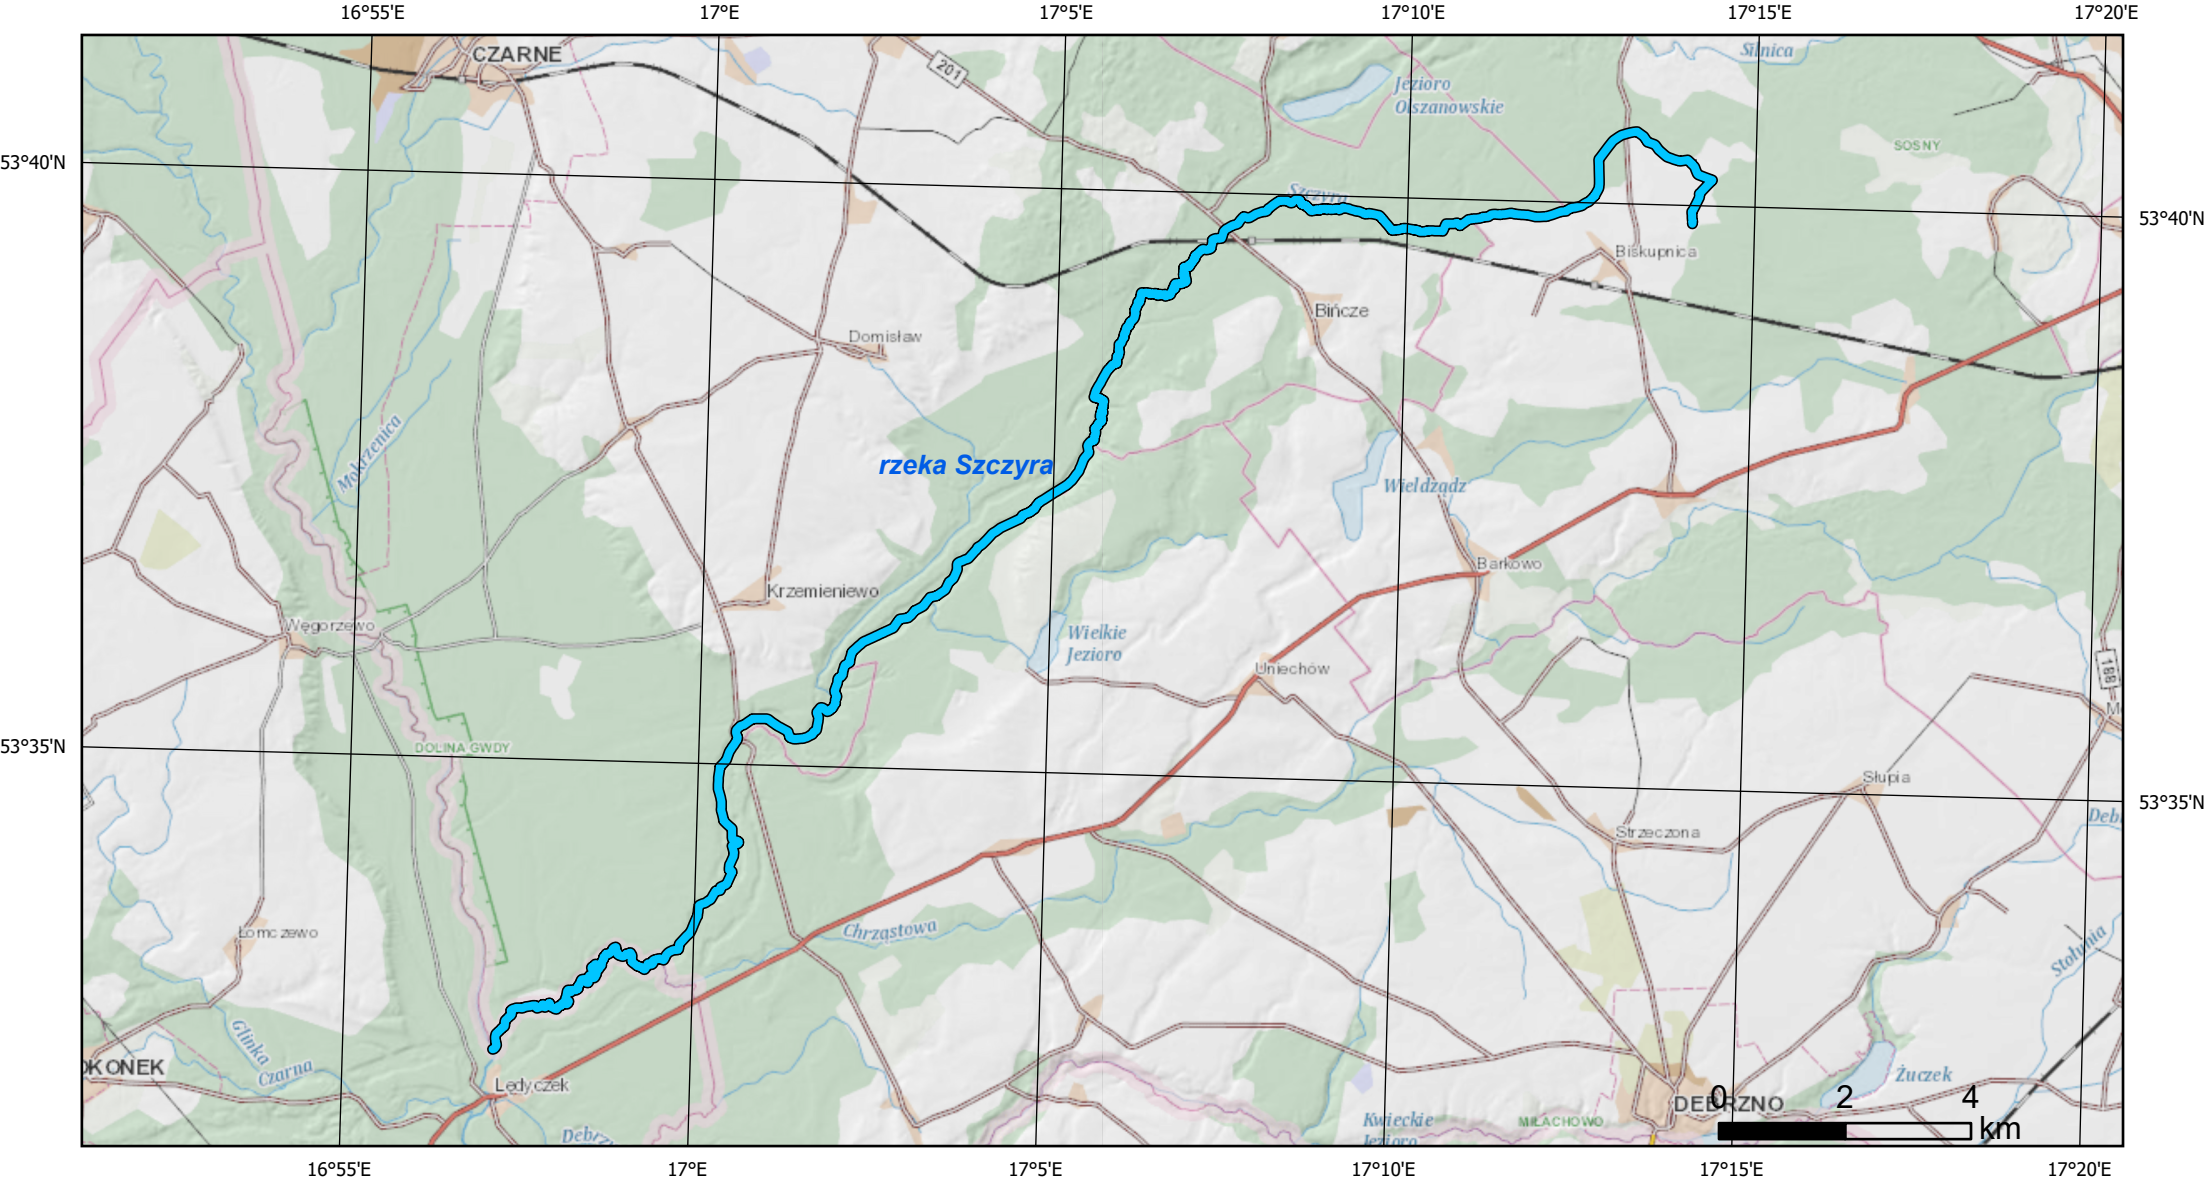 16°55'E
17°E
17°5'E
17°10'E
17°15'E
17°20'E
CZARNE
201
Silnica
Jezioro
Olszanowskie
SOSNY
53°40'N
Szczyra
53°40'N
Biskupnica
Bińcze
Domisław
Mokrzenica
rzeka Szczyra
Wieldządz
Barkowo
Krzemieniewo
Węgorzewo
Wielkie
Jezioro
Uniechów
188
53°35'N
DOLINA GWDY
Słupia
53°35'N
Strzeczona
Chrząstowa
Łomczewo
Stołunia
Glinka
Czarna
KONEK
Lędyczek
Żuczek
DEBRZNO
0 2 4
km
Kwieckie
Jezioro
MIŁACHOWO
16°55'E
17°E
17°5'E
17°10'E
17°15'E
17°20'E